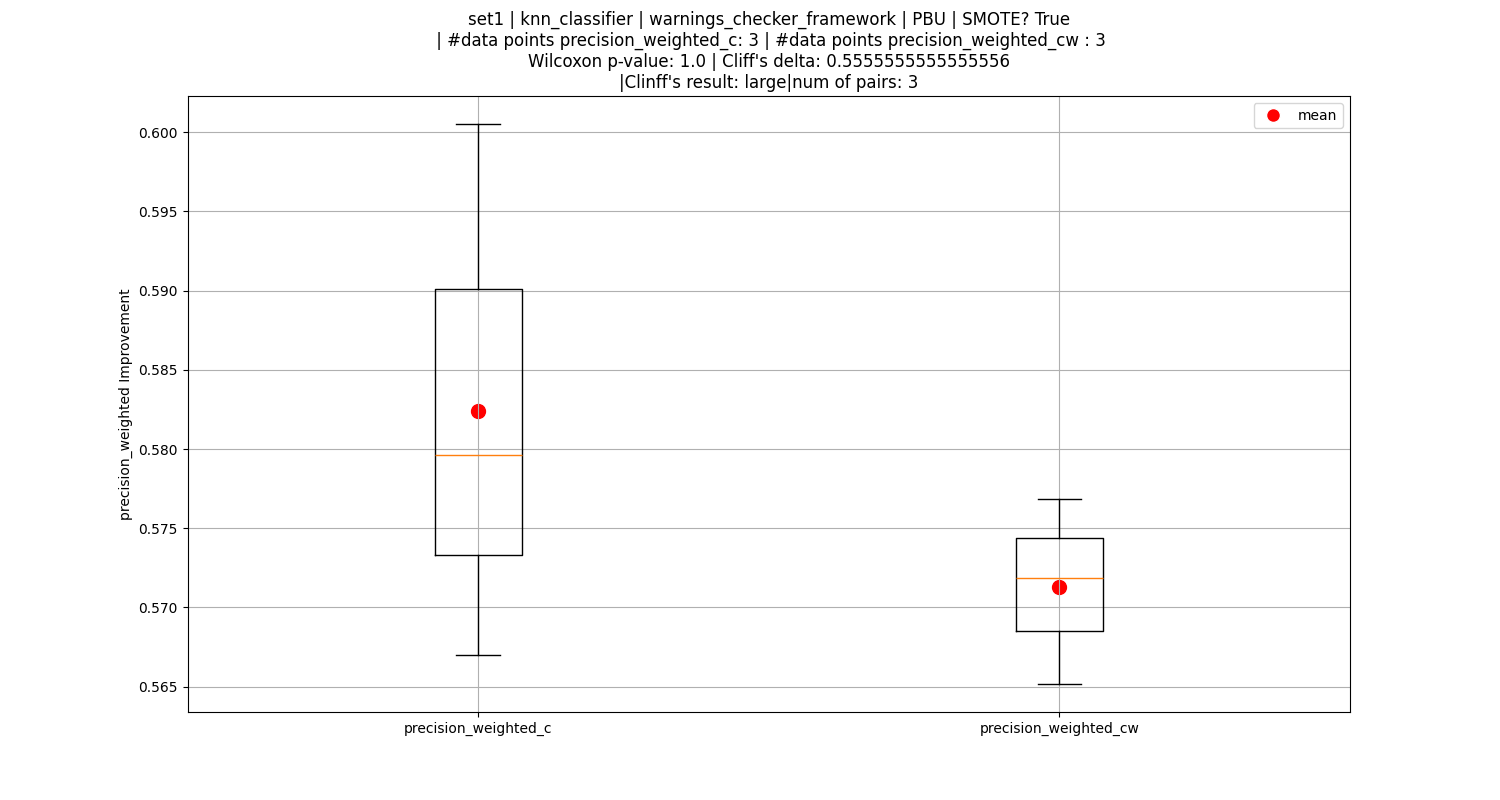 set1 | knn_classifier | warnings_checker_framework | PBU | SMOTE? True
| #data points precision_weighted_c: 3 | #data points precision_weighted_cw : 3
Wilcoxon p-value: 1.0 | Cliff's delta: 0.5555555555555556
|Clinff's result: large|num of pairs: 3
mean
0.600
0.595
0.590
0.585
0.580
0.575
0.570
0.565
precision_weighted Improvement
precision_weighted_c
precision_weighted_cw